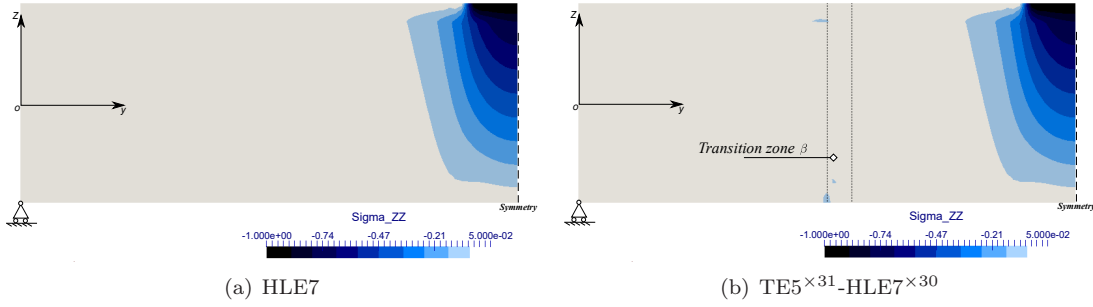 z
o
y
Symmetry
Sigma_ZZ
-1.000e+00 -0.74 -0.47 -0.21 5.000e-02
(a) HLE7
z
o
y
Transition zone β
Symmetry
Sigma_ZZ
-1.000e+00 -0.74 -0.47 -0.21 5.000e-02
(b) TE5×31-HLE7×30